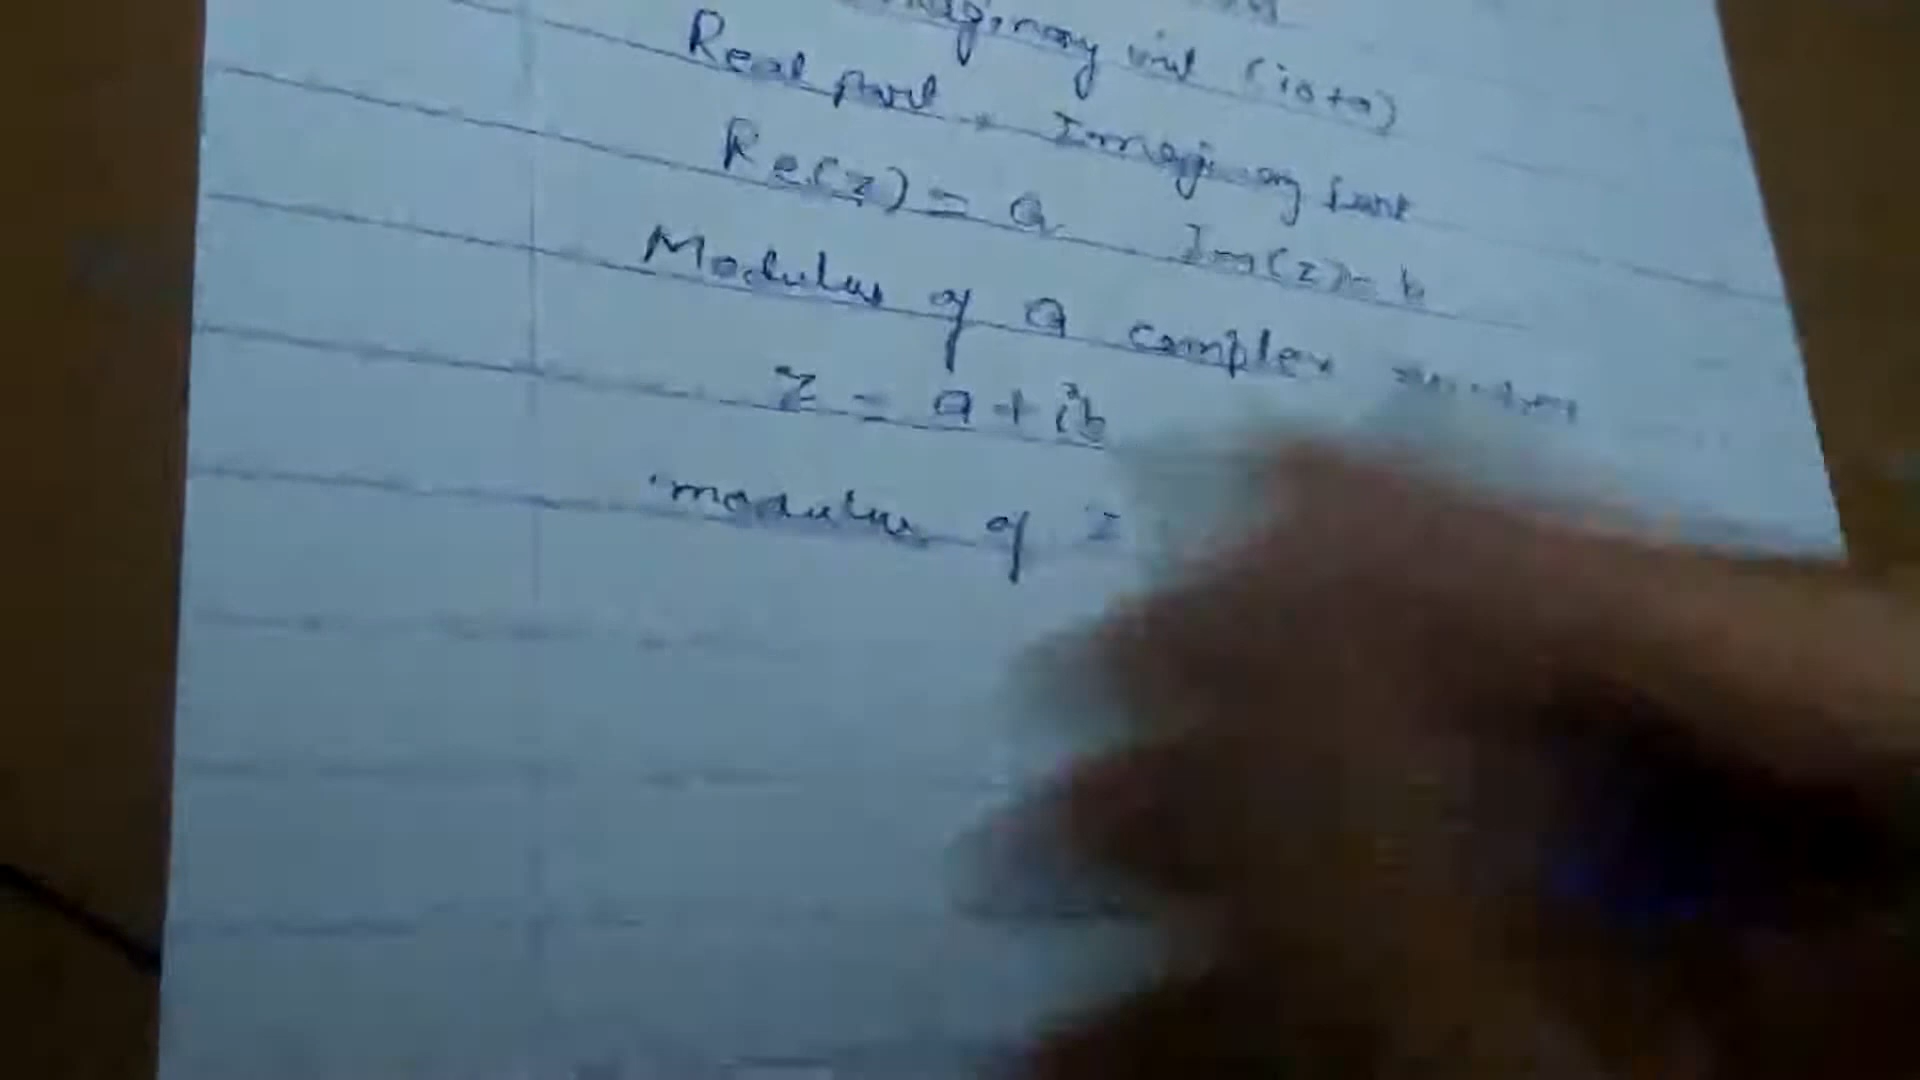 imaginary unit (iota)
Real part + Imaginary part
Re(z) = a Im(z) = b
Modulus of a complex number
z = a + ib
modulus of z